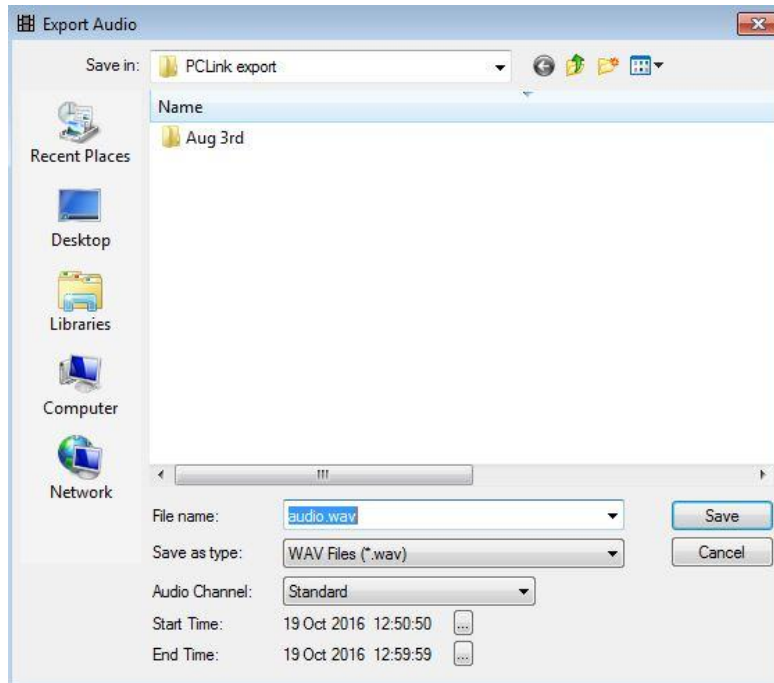 Export Audio
Save in: PCLink export
Name
Aug 3rd
Recent Places
Desktop
Libraries
Computer
Network
File name: audio.wav Save
Save as type: WAV Files (*.wav) Cancel
Audio Channel: Standard
Start Time: 19 Oct 2016 12:50:50 ...
End Time: 19 Oct 2016 12:59:59 ...